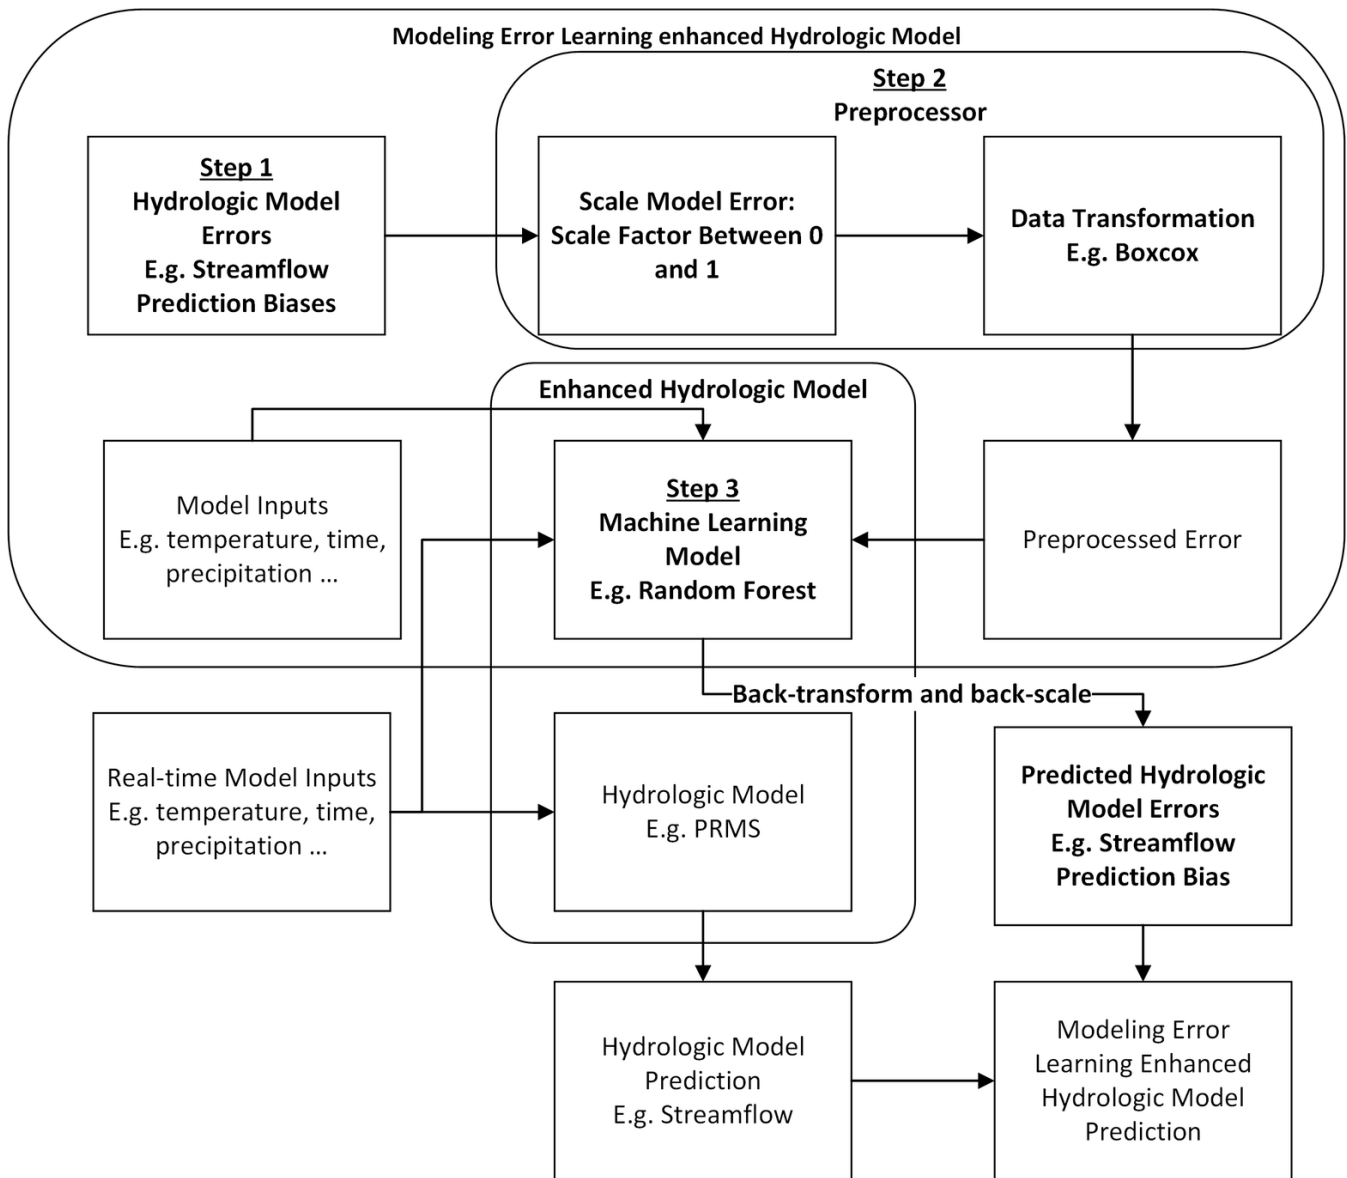 Modeling Error Learning enhanced Hydrologic Model
Step 2
Preprocessor
Step 1
Hydrologic Model
Errors
E.g. Streamflow
Prediction Biases
Scale Model Error:
Scale Factor Between 0
and 1
Data Transformation
E.g. Boxcox
Enhanced Hydrologic Model
Model Inputs
E.g. temperature, time,
precipitation ...
Step 3
Machine Learning
Model
E.g. Random Forest
Preprocessed Error
Back-transform and back-scale
Real-time Model Inputs
E.g. temperature, time,
precipitation ...
Hydrologic Model
E.g. PRMS
Predicted Hydrologic
Model Errors
E.g. Streamflow
Prediction Bias
Hydrologic Model
Prediction
E.g. Streamflow
Modeling Error
Learning Enhanced
Hydrologic Model
Prediction